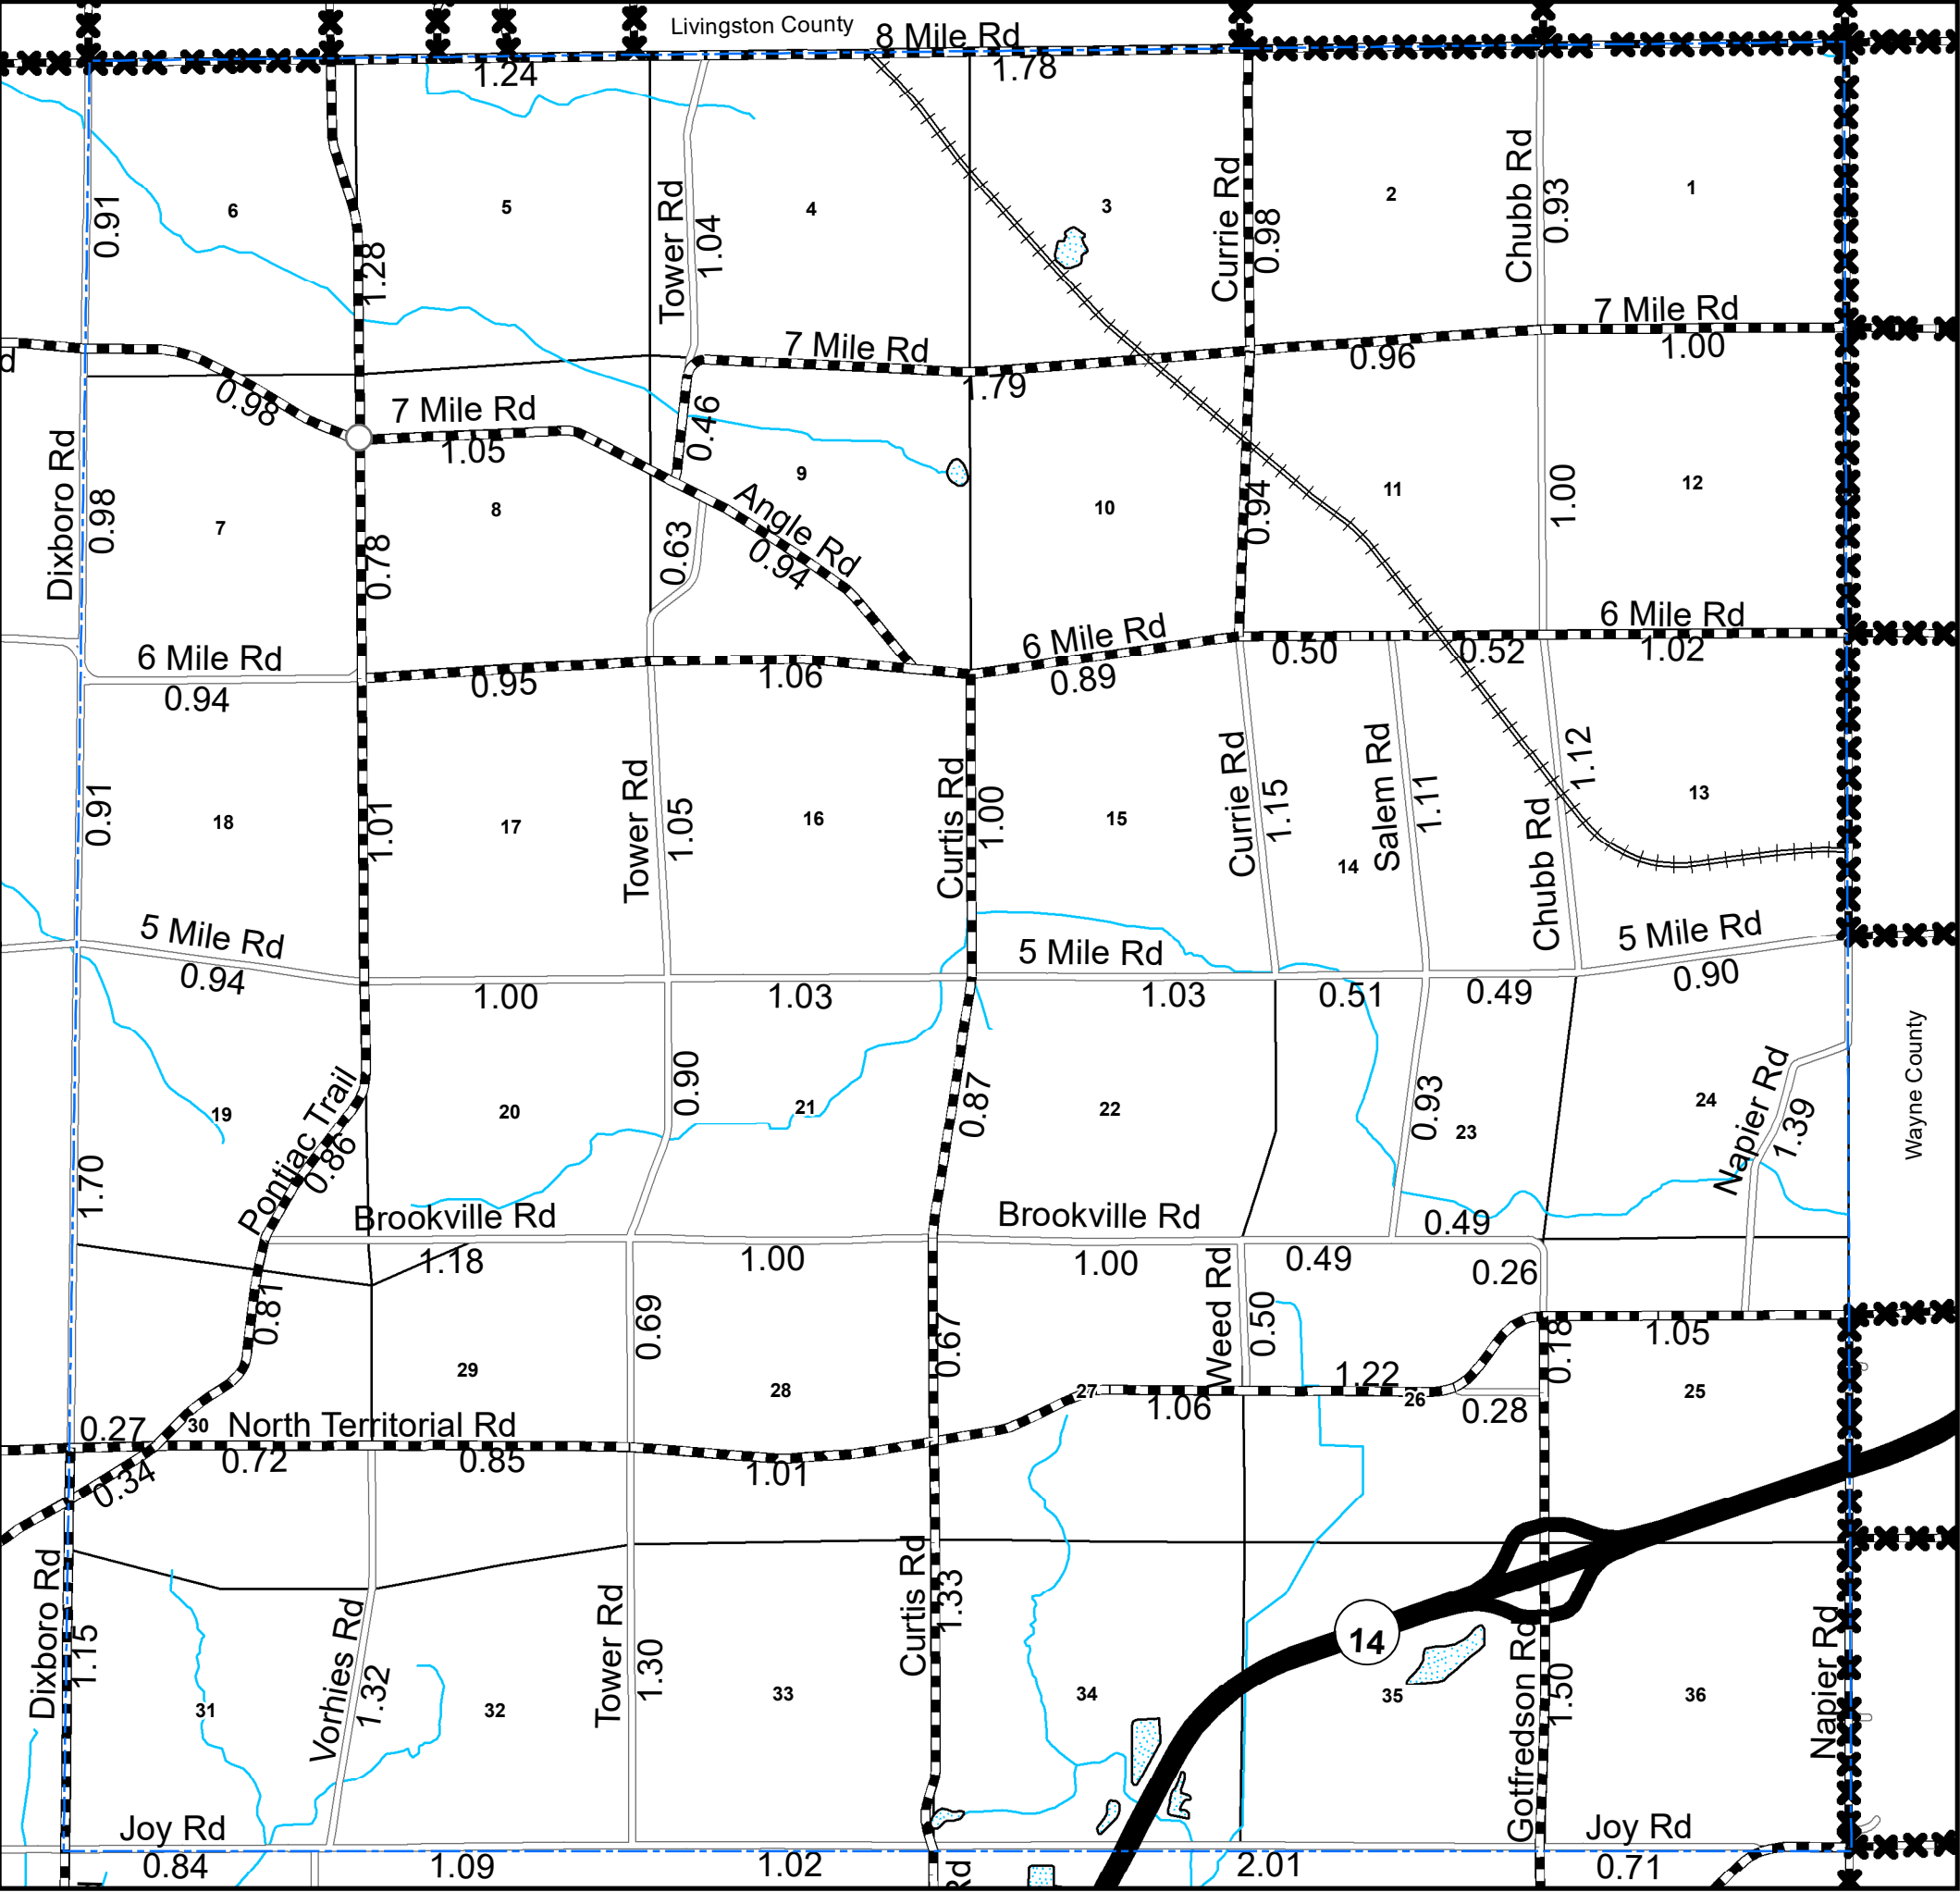 Livingston County
8 Mile Rd
1.24
1.78
0.91
6
5
Tower Rd
1.04
4
3
Currie Rd
0.98
2
Chubb Rd
0.93
1
1.28
7 Mile Rd
7 Mile Rd
1.79
0.96
1.00
d
0.98
7 Mile Rd
1.05
0.46
9
Angle Rd
0.94
Dixboro Rd
0.98
7
0.78
8
0.63
10
0.94
11
1.00
12
6 Mile Rd
0.94
0.95
1.06
6 Mile Rd
0.89
0.50
0.52
6 Mile Rd
1.02
0.91
18
1.01
17
Tower Rd
1.05
16
Curtis Rd
1.00
15
Currie Rd
1.15
14
Salem Rd
1.11
Chubb Rd
1.12
13
5 Mile Rd
0.94
1.00
1.03
5 Mile Rd
1.03
0.51
0.49
5 Mile Rd
0.90
Wayne County
19
Pontiac Trail
0.86
20
0.90
21
0.87
22
0.93
23
24
Napier Rd
1.39
1.70
Brookville Rd
1.18
1.00
Brookville Rd
1.00
0.49
0.49
0.26
0.81
29
0.69
28
0.67
27
Weed Rd
0.50
1.06
1.22
26
0.28
0.18
1.05
25
0.27
30
North Territorial Rd
0.34
0.72
0.85
1.01
Dixboro Rd
1.15
31
Vorhies Rd
1.32
32
Tower Rd
1.30
33
Curtis Rd
1.33
34
14
35
Gotfredson Rd
1.50
36
Napier Rd
Joy Rd
0.84
1.09
1.02
Rd
2.01
Joy Rd
0.71